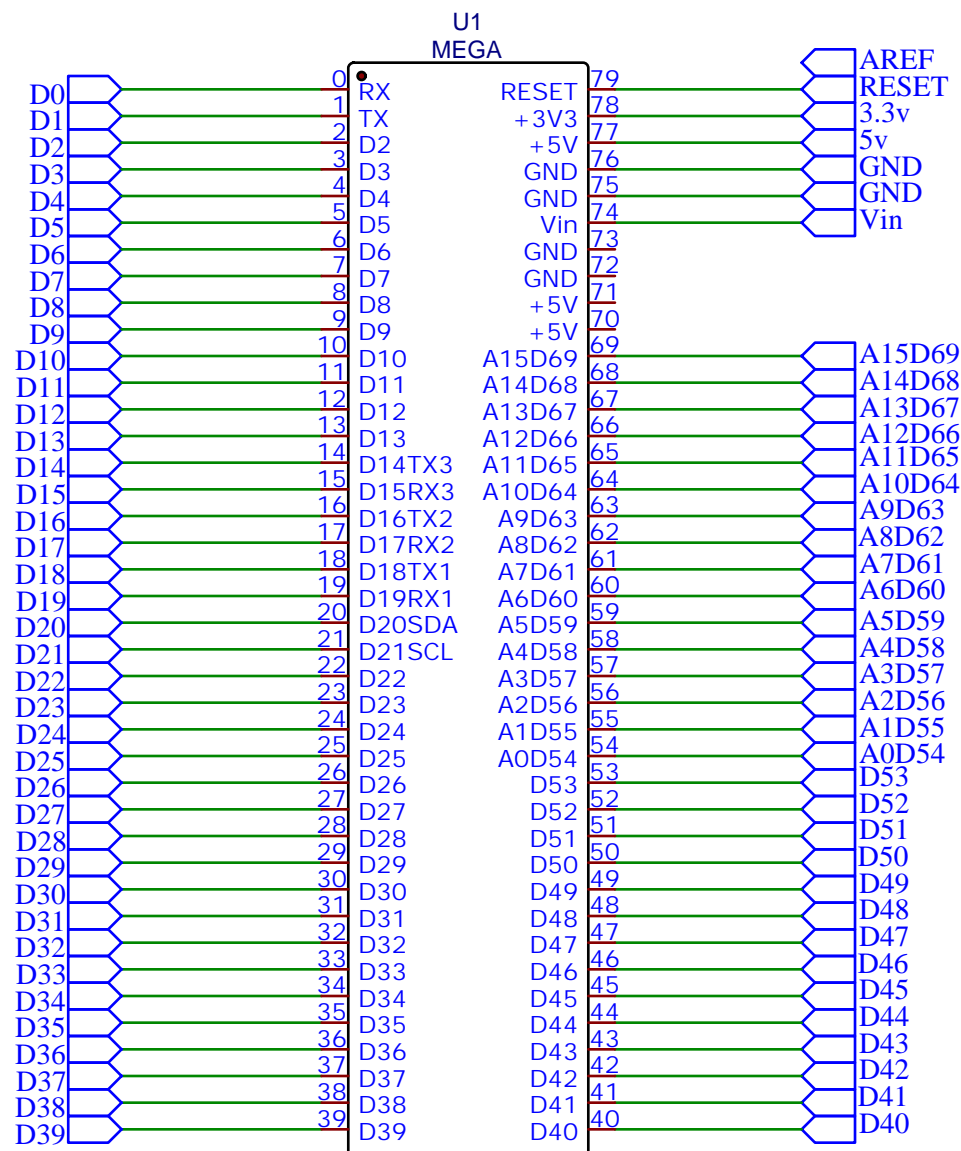 U1
MEGA
AREF
D0 0 RX RESET 79 RESET
D1 1 TX +3V3 78 3.3v
D2 2 D2 +5V 77 5v
D3 3 D3 GND 76 GND
D4 4 D4 GND 75 GND
D5 5 D5 Vin 74 Vin
D6 6 D6 GND 73
D7 7 D7 GND 72
D8 8 D8 +5V 71
D9 9 D9 +5V 70
D10 10 D10 A15D69 69 A15D69
D11 11 D11 A14D68 68 A14D68
D12 12 D12 A13D67 67 A13D67
D13 13 D13 A12D66 66 A12D66
D14 14 D14TX3 A11D65 65 A11D65
D15 15 D15RX3 A10D64 64 A10D64
D16 16 D16TX2 A9D63 63 A9D63
D17 17 D17RX2 A8D62 62 A8D62
D18 18 D18TX1 A7D61 61 A7D61
D19 19 D19RX1 A6D60 60 A6D60
D20 20 D20SDA A5D59 59 A5D59
D21 21 D21SCL A4D58 58 A4D58
D22 22 D22 A3D57 57 A3D57
D23 23 D23 A2D56 56 A2D56
D24 24 D24 A1D55 55 A1D55
D25 25 D25 A0D54 54 A0D54
D26 26 D26 D53 53 D53
D27 27 D27 D52 52 D52
D28 28 D28 D51 51 D51
D29 29 D29 D50 50 D50
D30 30 D30 D49 49 D49
D31 31 D31 D48 48 D48
D32 32 D32 D47 47 D47
D33 33 D33 D46 46 D46
D34 34 D34 D45 45 D45
D35 35 D35 D44 44 D44
D36 36 D36 D43 43 D43
D37 37 D37 D42 42 D42
D38 38 D38 D41 41 D41
D39 39 D39 D40 40 D40